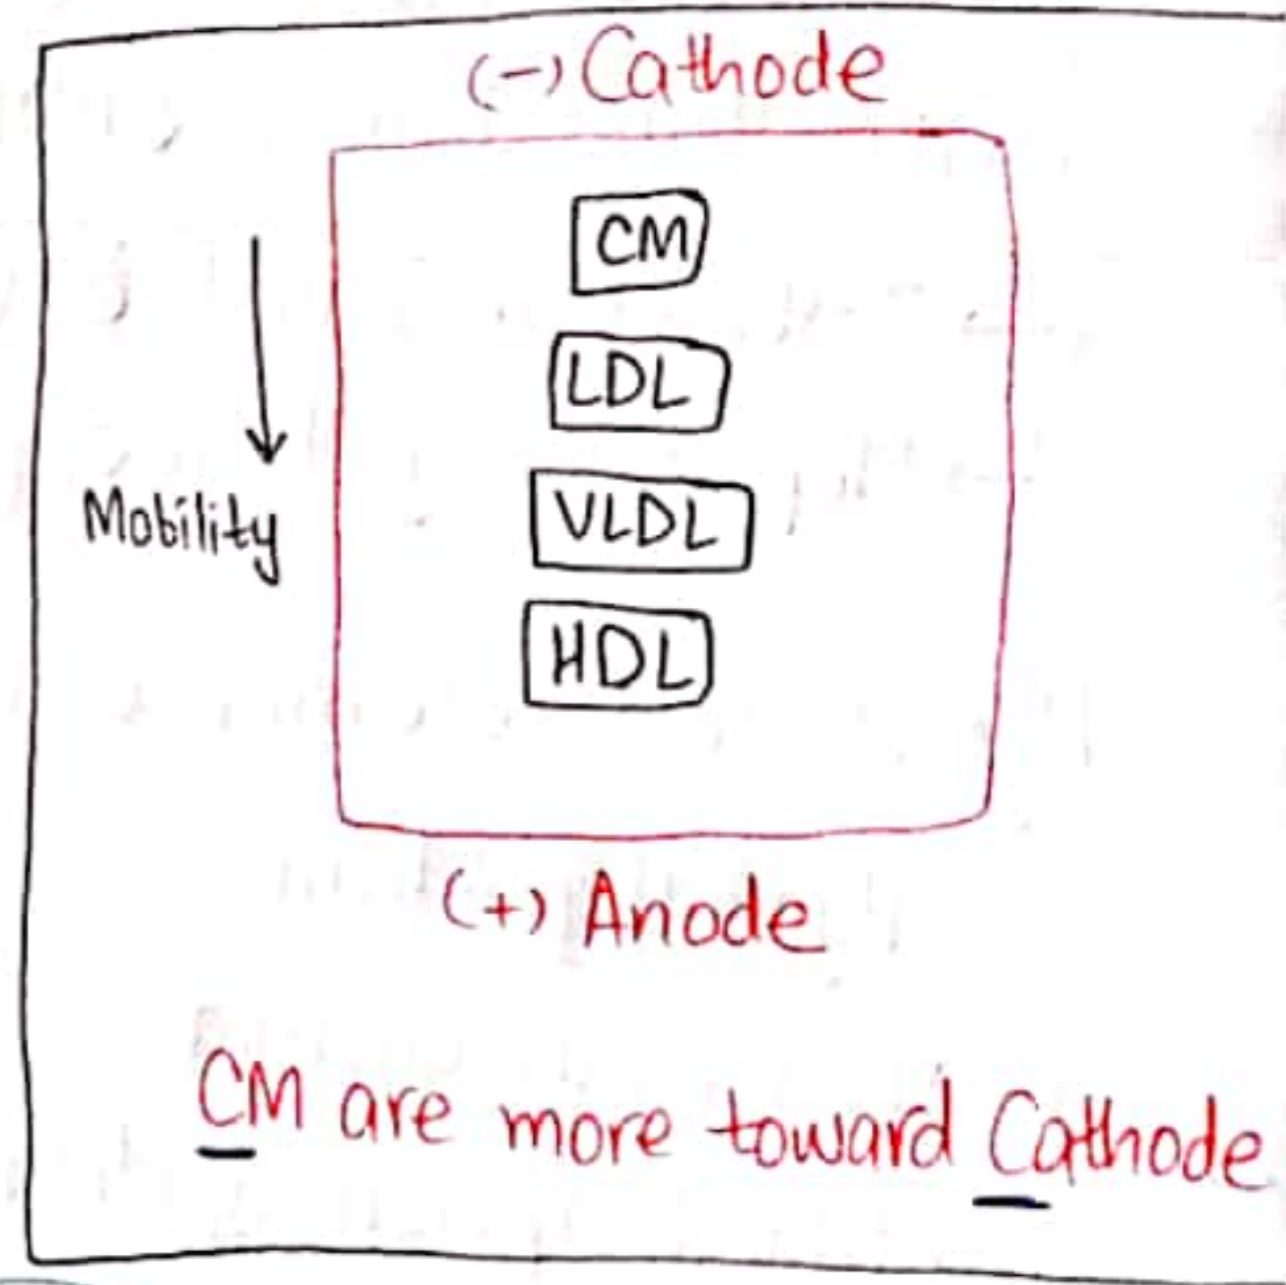 (-) Cathode
CM
LDL
VLDL
Mobility
HDL
(+) Anode
CM are more toward Cathode